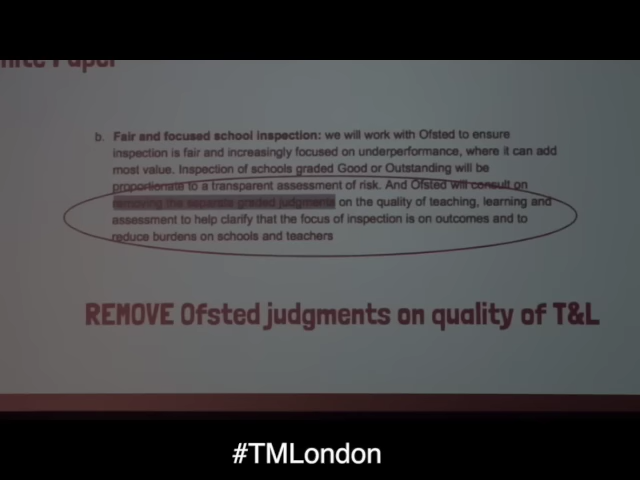 White Paper
b. Fair and focused school inspection: we will work with Ofsted to ensure
inspection is fair and increasingly focused on underperformance, where it can add
most value. Inspection of schools graded Good or Outstanding will be
proportionate to a transparent assessment of risk. And Ofsted will consult on
removing the separate graded judgments on the quality of teaching, learning and
assessment to help clarify that the focus of inspection is on outcomes and to
reduce burdens on schools and teachers
REMOVE Ofsted judgments on quality of T&L
#TMLondon